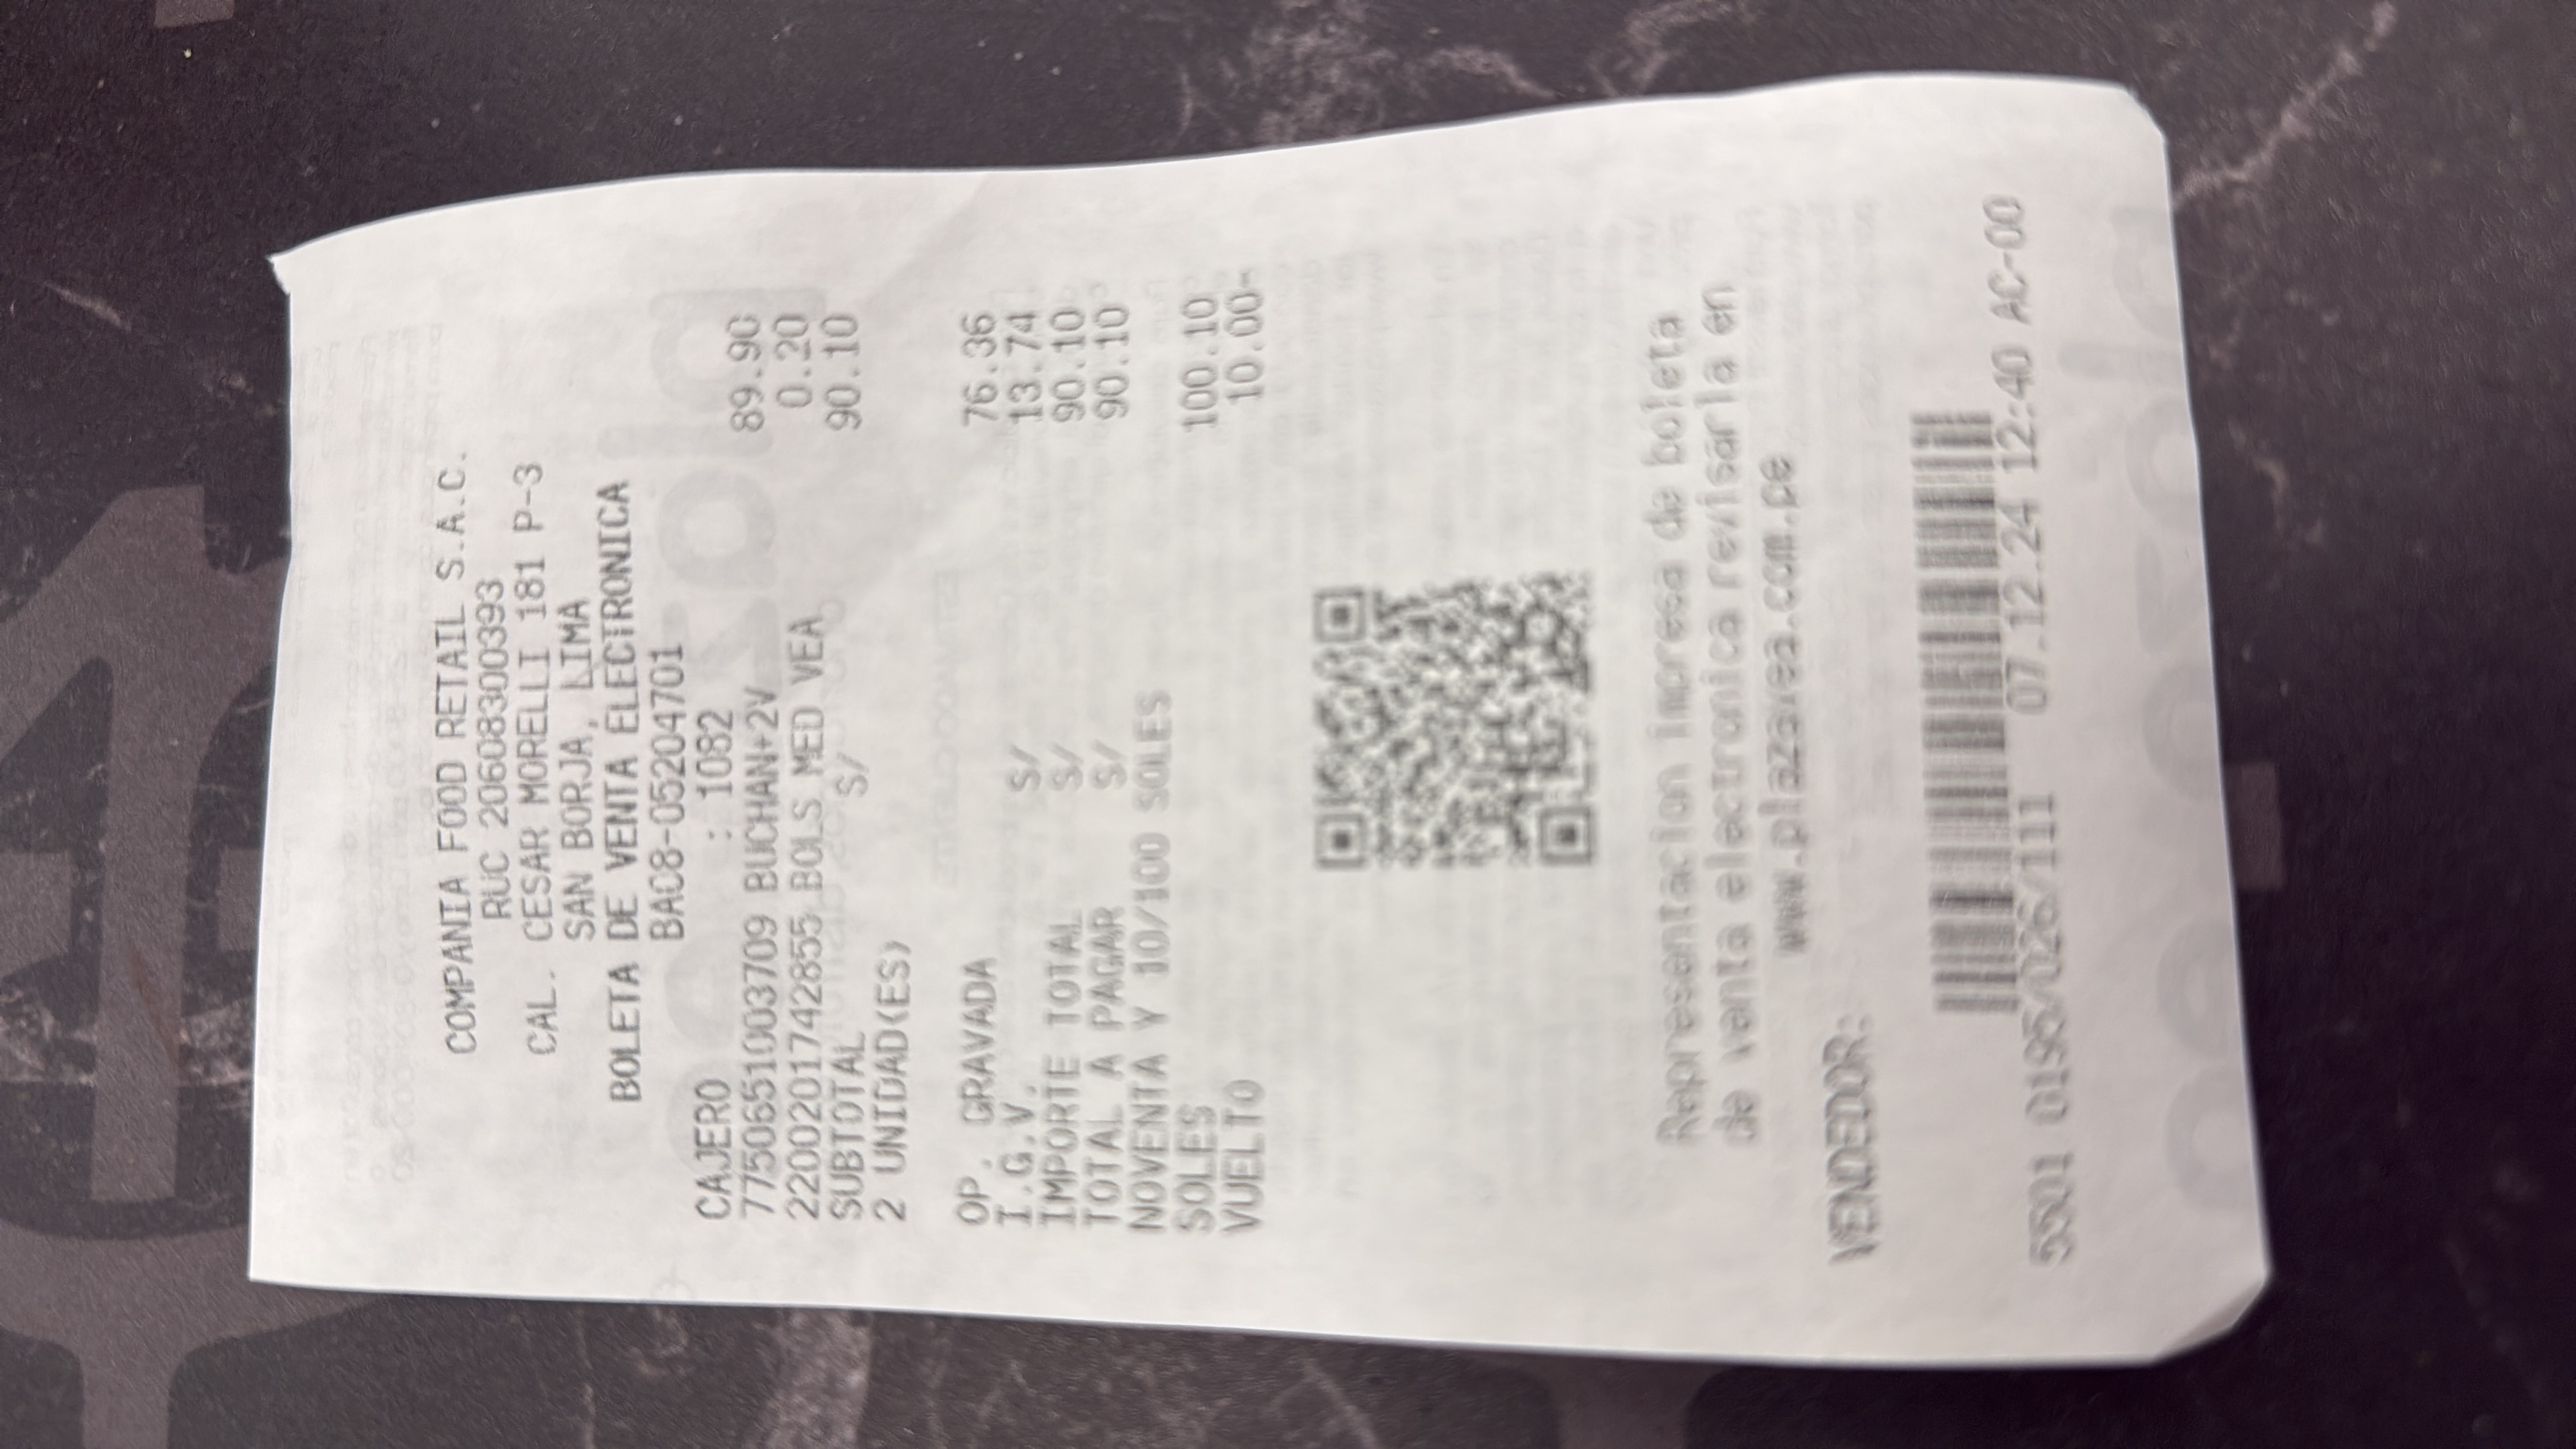 COMPANIA FOOD RETAIL S.A.C.
RUC 20608300393
CAL. CESAR MORELLI 181 P-3
SAN BORJA, LIMA
BOLETA DE VENTA ELECTRONICA
BAC8-05204701
CAJERO : 1082
7750651003709 BUCHAN+2V 89.90
2200201742855 BOLS MED VEA 0.20
SUBTOTAL S/ 90.10
2 UNIDAD(ES)
OP. GRAVADA 76.36
I.G.V. S/ 13.74
IMPORTE TOTAL S/ 90.10
TOTAL A PAGAR S/ 90.10
NOVENTA Y 10/100 SOLES
SOLES 100.10
VUELTO 10.00-
Representacion impresa de boleta
de venta electronica revisarla en
www.plazavea.com.pe
VENDEDOR:
5501 0195/026/111 07.12.24 12:40 AC-00